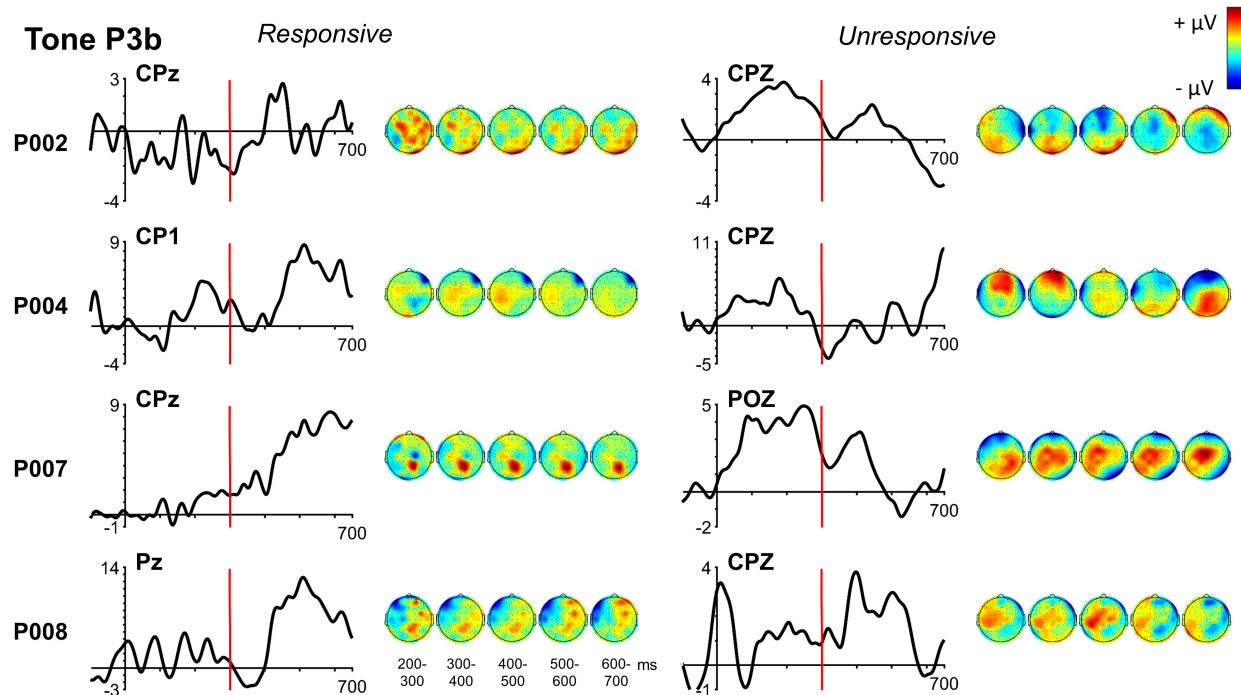 Tone P3b
Responsive
Unresponsive
+ µV
- µV
P002
CPz
3
-4
700
CPZ
4
-4
700
P004
CP1
9
-4
700
CPZ
11
-5
700
P007
CPz
9
-1
700
POZ
5
-2
700
P008
Pz
14
-3
700
200-
300
300-
400
400-
500
500-
600
600-
700
ms
CPZ
4
-1
700